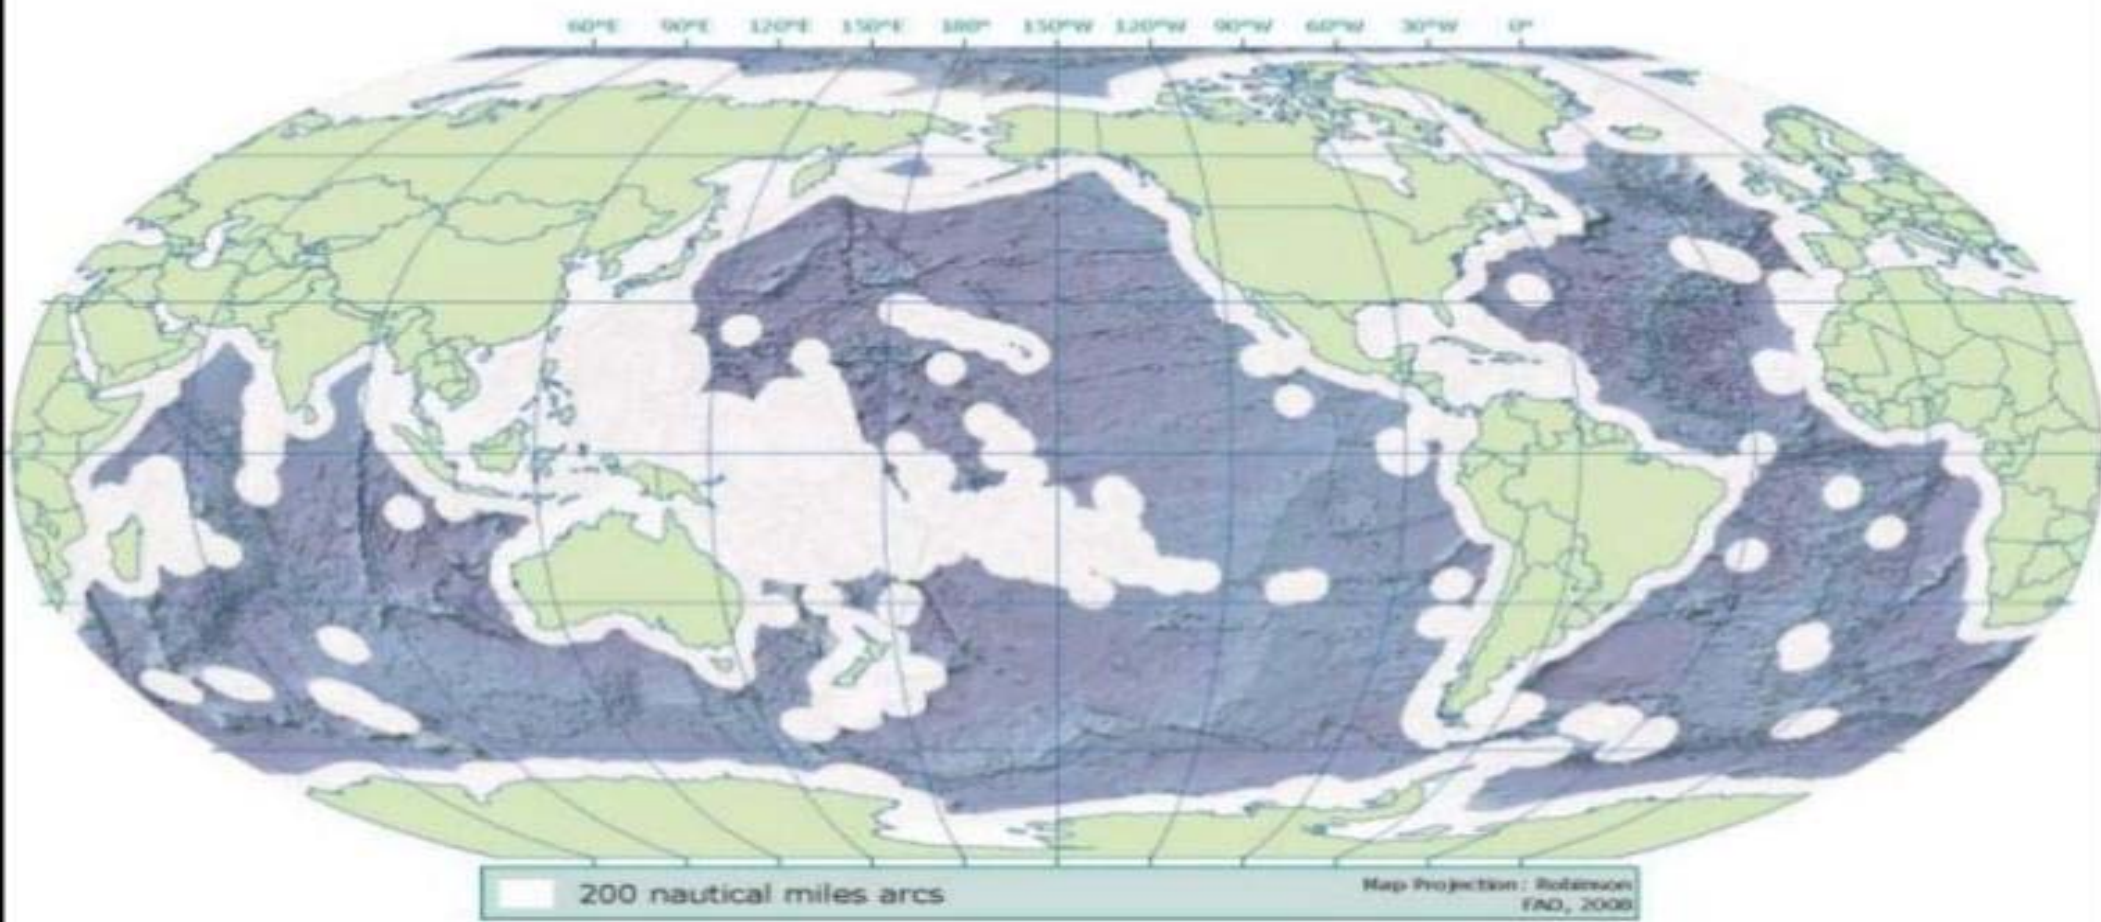 60°E 90°E 120°E 150°E 180° 150°W 120°W 90°W 60°W 30°W 0°
200 nautical miles arcs
Map Projection: Robinson
FAO, 2008